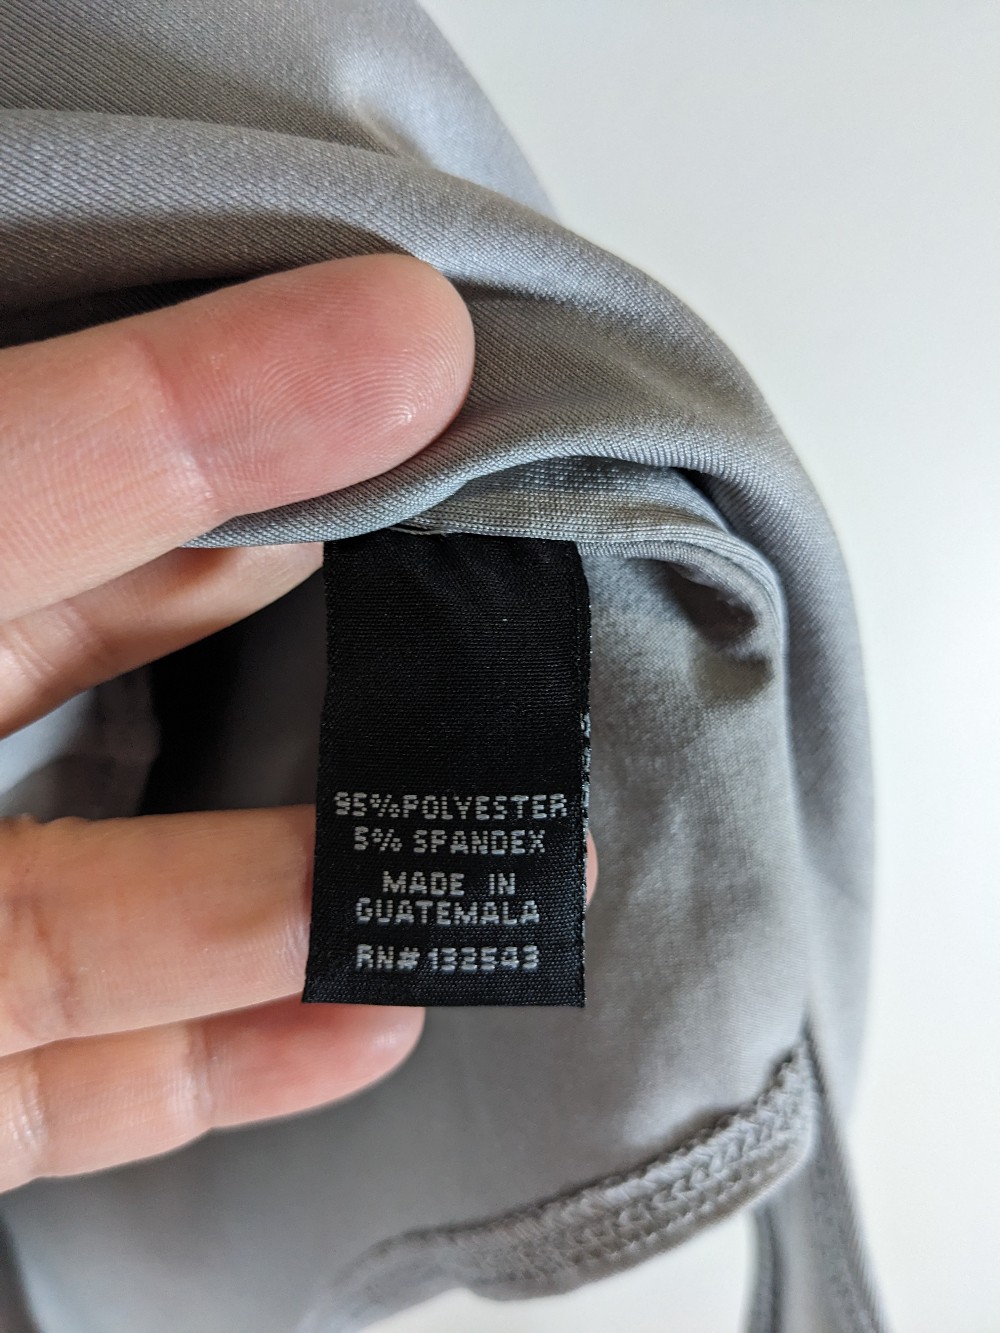 95%POLYESTER
5% SPANDEX
MADE IN
GUATEMALA
RN#132543